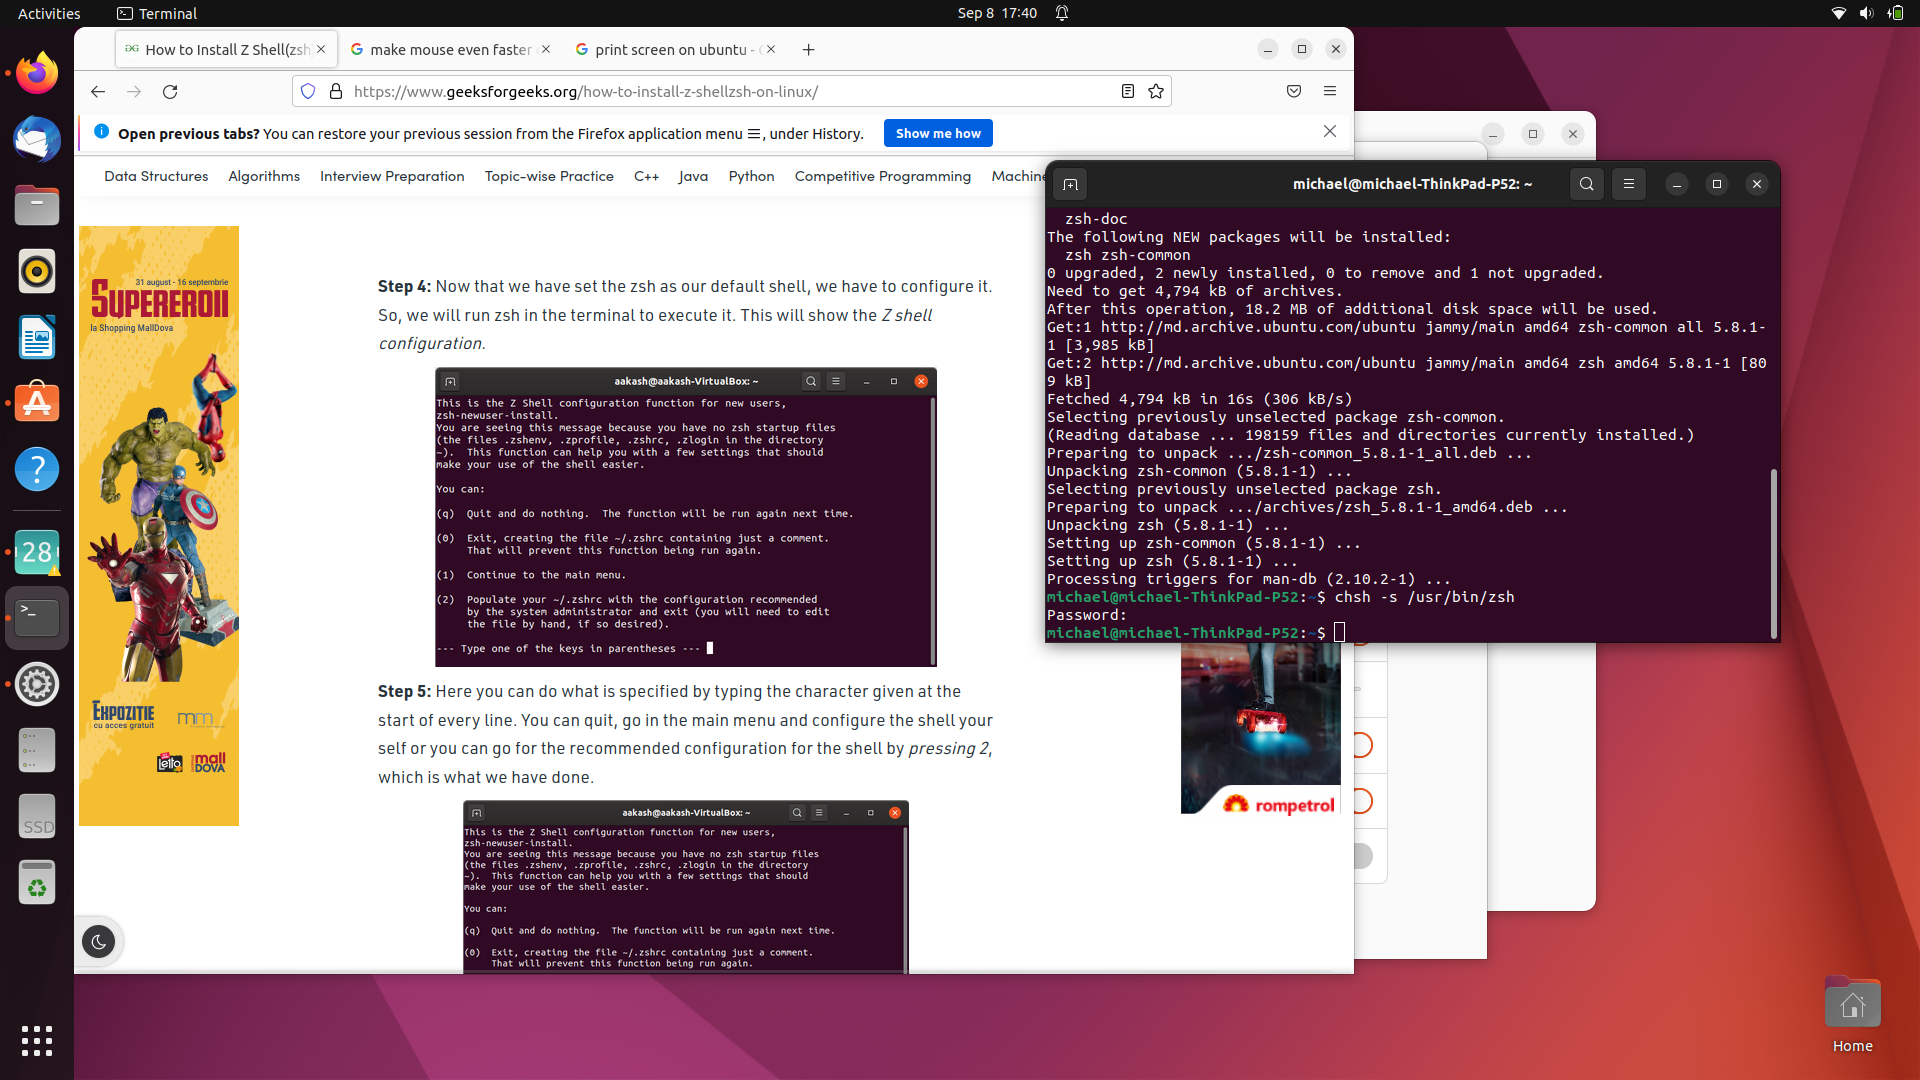 Activities
Terminal
Sep 8 17:40
How to Install Z Shell(zsh
make mouse even faster
print screen on ubuntu -
https://www.geeksforgeeks.org/how-to-install-z-shellzsh-on-linux/
Open previous tabs? You can restore your previous session from the Firefox application menu ☰, under History.
Show me how
Data Structures
Algorithms
Interview Preparation
Topic-wise Practice
C++
Java
Python
Competitive Programming
Machine
31 august - 16 septembrie
SUPEREROII
la Shopping MallDova
EXPOZIȚIE
cu acces gratuit
mm
Letto
mall
DOVA
Step 4: Now that we have set the zsh as our default shell, we have to configure it.
So, we will run zsh in the terminal to execute it. This will show the Z shell
configuration.
aakash@aakash-VirtualBox: ~
This is the Z Shell configuration function for new users,
zsh-newuser-install.
You are seeing this message because you have no zsh startup files
(the files .zshenv, .zprofile, .zshrc, .zlogin in the directory
~).  This function can help you with a few settings that should
make your use of the shell easier.
You can:
(q)  Quit and do nothing.  The function will be run again next time.
(0)  Exit, creating the file ~/.zshrc containing just a comment.
That will prevent this function being run again.
(1)  Continue to the main menu.
(2)  Populate your ~/.zshrc with the configuration recommended
by the system administrator and exit (you will need to edit
the file by hand, if so desired).
--- Type one of the keys in parentheses ---
Step 5: Here you can do what is specified by typing the character given at the
start of every line. You can quit, go in the main menu and configure the shell your
self or you can go for the recommended configuration for the shell by pressing 2,
which is what we have done.
aakash@aakash-VirtualBox: ~
This is the Z Shell configuration function for new users,
zsh-newuser-install.
You are seeing this message because you have no zsh startup files
(the files .zshenv, .zprofile, .zshrc, .zlogin in the directory
~).  This function can help you with a few settings that should
make your use of the shell easier.
You can:
(q)  Quit and do nothing.  The function will be run again next time.
(0)  Exit, creating the file ~/.zshrc containing just a comment.
That will prevent this function being run again.
michael@michael-ThinkPad-P52: ~
zsh-doc
The following NEW packages will be installed:
zsh zsh-common
0 upgraded, 2 newly installed, 0 to remove and 1 not upgraded.
Need to get 4,794 kB of archives.
After this operation, 18.2 MB of additional disk space will be used.
Get:1 http://md.archive.ubuntu.com/ubuntu jammy/main amd64 zsh-common all 5.8.1-
1 [3,985 kB]
Get:2 http://md.archive.ubuntu.com/ubuntu jammy/main amd64 zsh amd64 5.8.1-1 [80
9 kB]
Fetched 4,794 kB in 16s (306 kB/s)
Selecting previously unselected package zsh-common.
(Reading database ... 198159 files and directories currently installed.)
Preparing to unpack .../zsh-common_5.8.1-1_all.deb ...
Unpacking zsh-common (5.8.1-1) ...
Selecting previously unselected package zsh.
Preparing to unpack .../archives/zsh_5.8.1-1_amd64.deb ...
Unpacking zsh (5.8.1-1) ...
Setting up zsh-common (5.8.1-1) ...
Setting up zsh (5.8.1-1) ...
Processing triggers for man-db (2.10.2-1) ...
michael@michael-ThinkPad-P52:~$ chsh -s /usr/bin/zsh
Password:
michael@michael-ThinkPad-P52:~$
rompetrol
28
SSD
Home